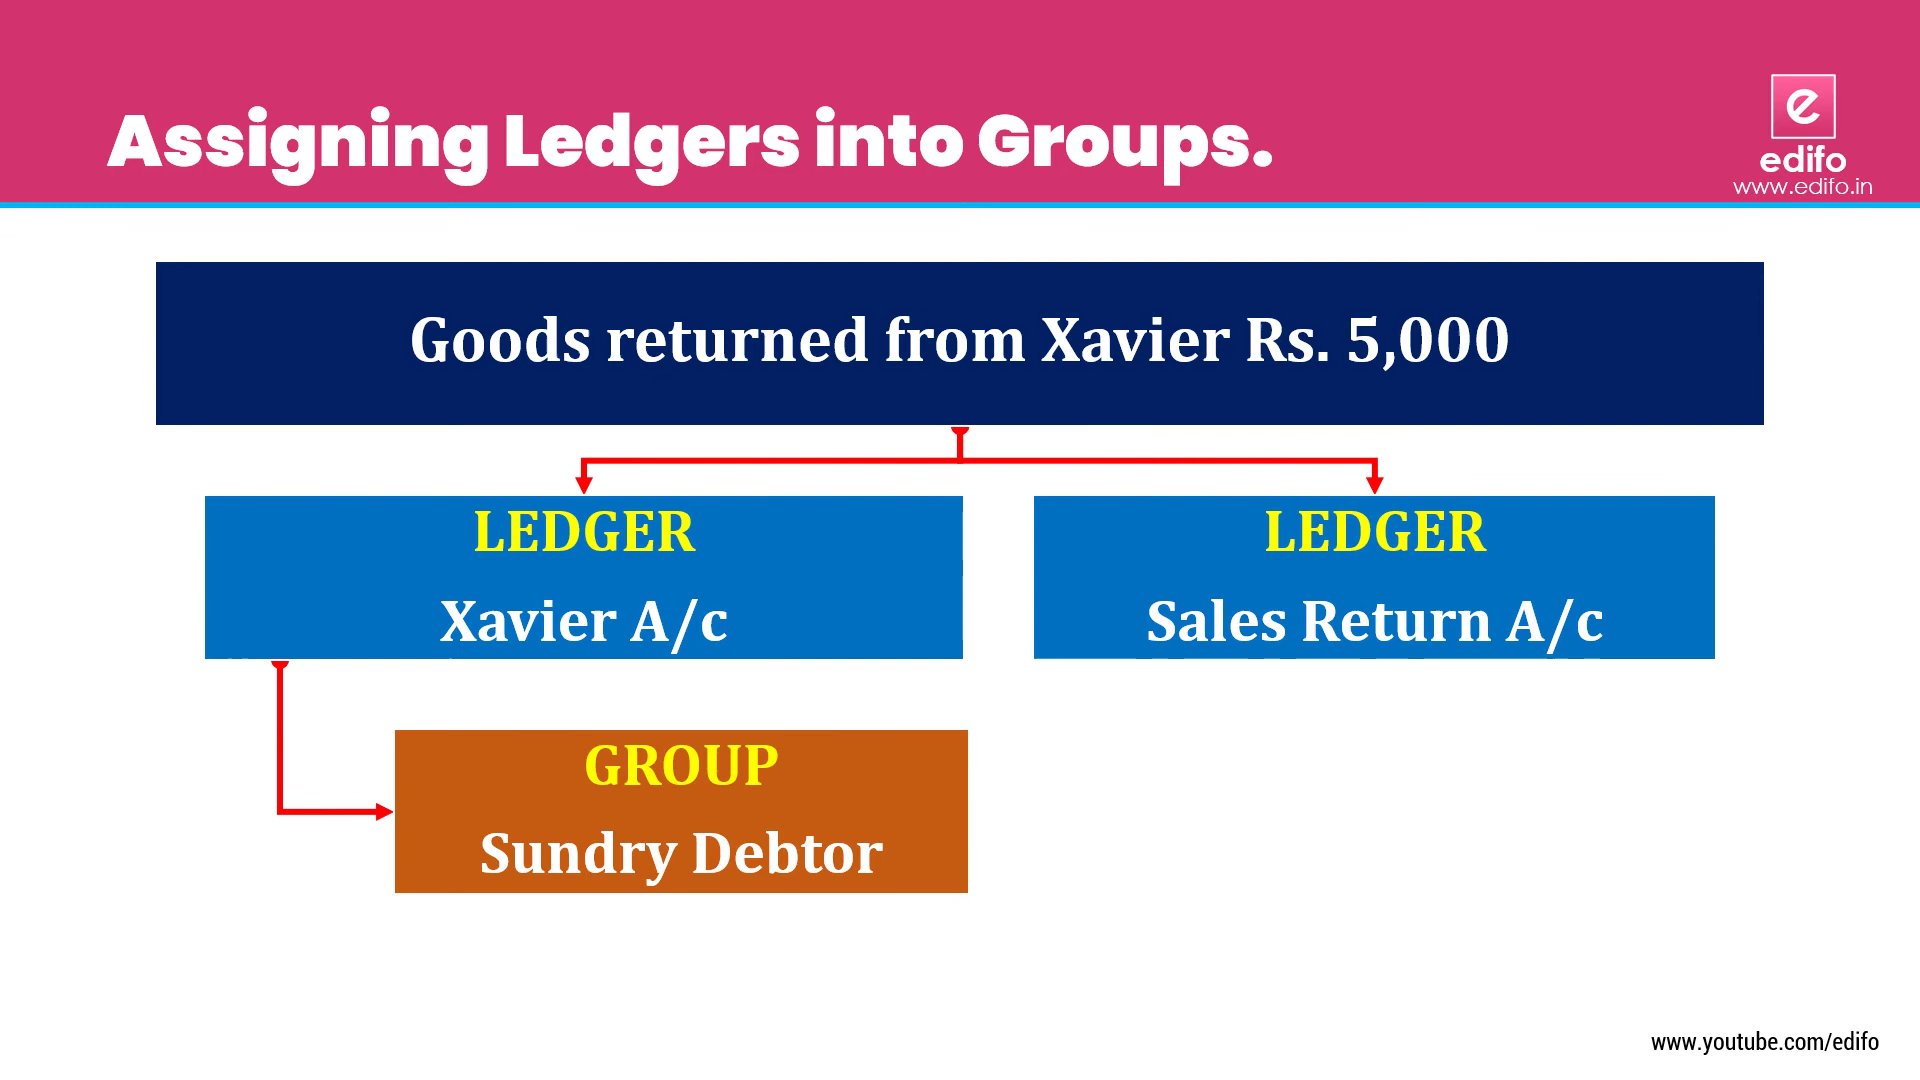 Assigning Ledgers into Groups.
e
edifo
www.edifo.in
Goods returned from Xavier Rs. 5,000
LEDGER
Xavier A/c
LEDGER
Sales Return A/c
GROUP
Sundry Debtor
www.youtube.com/edifo